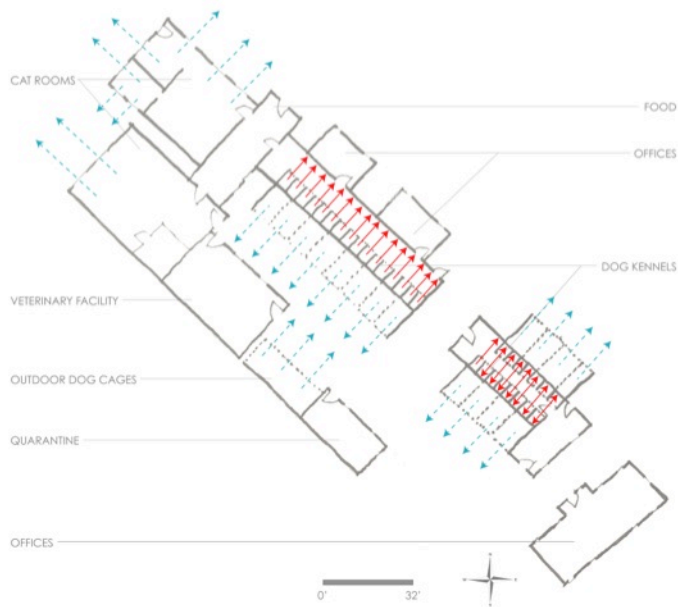 CAT ROOMS
FOOD
OFFICES
DOG KENNELS
VETERINARY FACILITY
OUTDOOR DOG CAGES
QUARANTINE
OFFICES
0' 32'